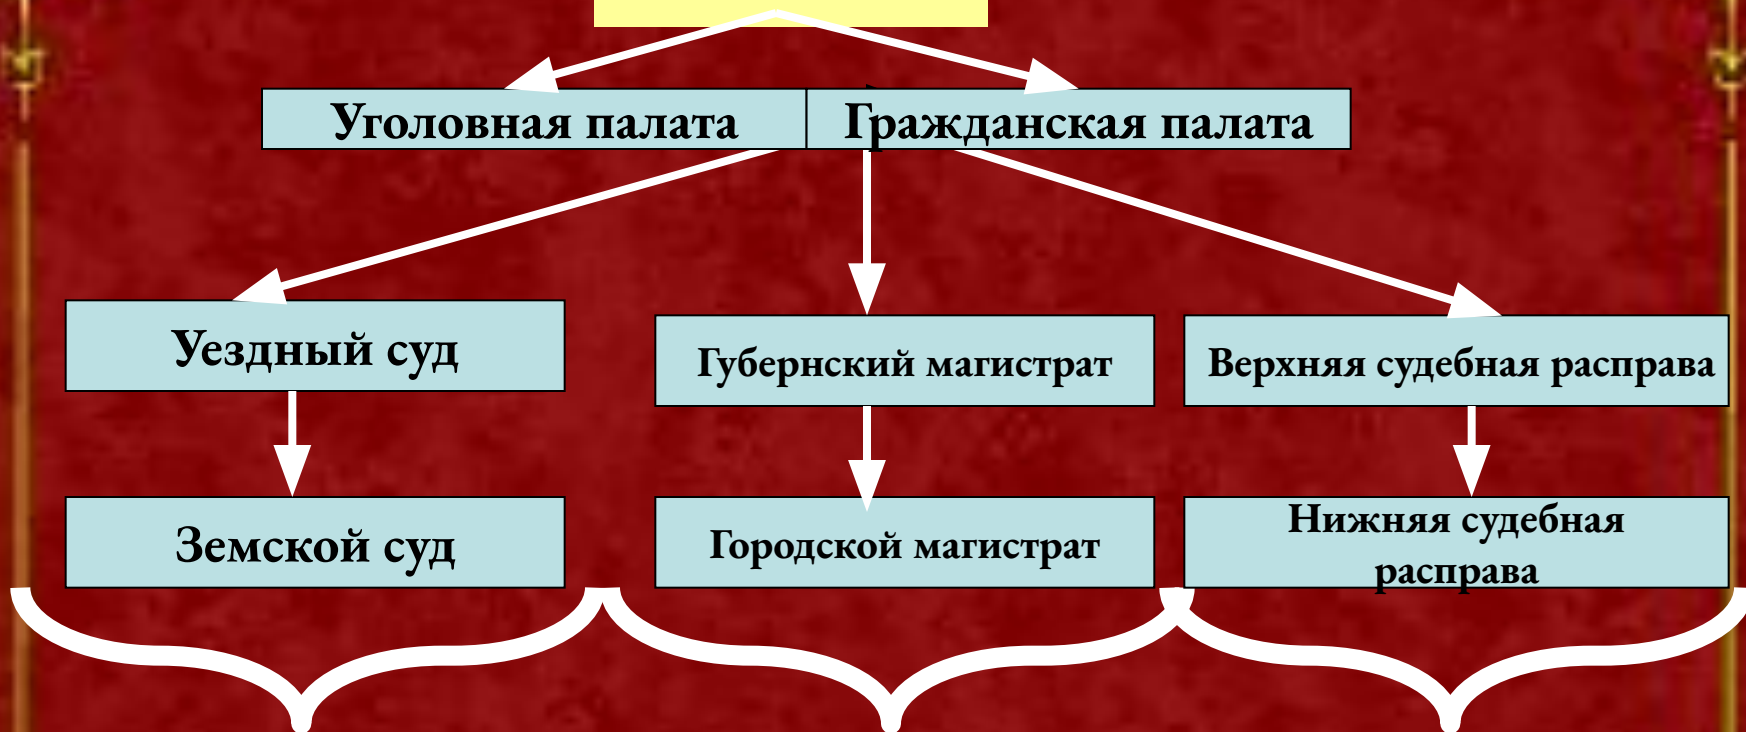 Уголовная палата
Гражданская палата
Уездный суд
Губернский магистрат
Верхняя судебная расправа
Земской суд
Городской магистрат
Нижняя судебная
расправа